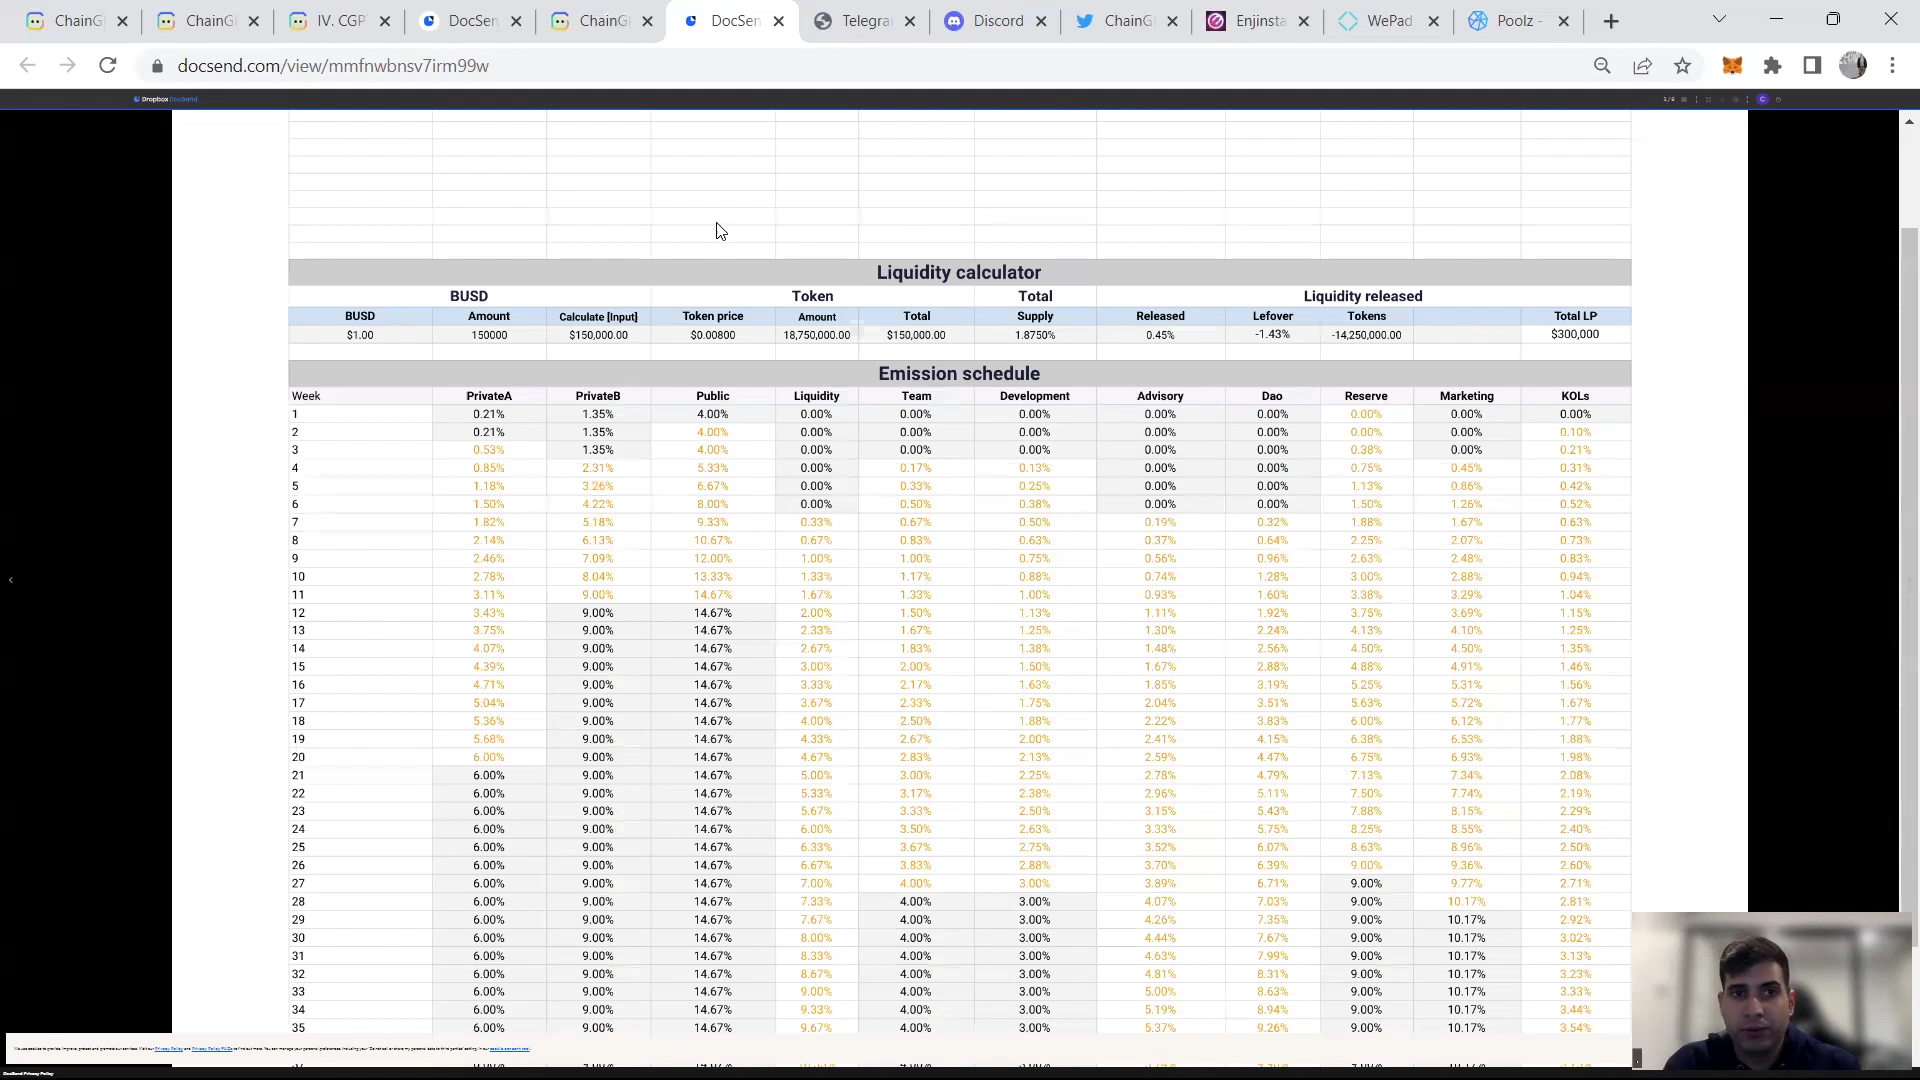 ChainG
ChainG
IV. CGP
DocSen
ChainG
DocSen
Telegra
Discord
ChainG
Enjinsta
WePad
Poolz -
docsend.com/view/mmfnwbnsv7irm99w
Dropbox DocSend
Liquidity calculator
BUSD Token Total Liquidity released
BUSD Amount Calculate [Input] Token price Amount Total Supply Released Lefover Tokens Total LP
$1.00 150000 $150,000.00 $0.00800 18,750,000.00 $150,000.00 1.8750% 0.45% -1.43% -14,250,000.00 $300,000
Emission schedule
Week PrivateA PrivateB Public Liquidity Team Development Advisory Dao Reserve Marketing KOLs
1 0.21% 1.35% 4.00% 0.00% 0.00% 0.00% 0.00% 0.00% 0.00% 0.00% 0.00%
2 0.21% 1.35% 4.00% 0.00% 0.00% 0.00% 0.00% 0.00% 0.00% 0.00% 0.10%
3 0.53% 1.35% 4.00% 0.00% 0.00% 0.00% 0.00% 0.00% 0.38% 0.00% 0.21%
4 0.85% 2.31% 5.33% 0.00% 0.17% 0.13% 0.00% 0.00% 0.75% 0.45% 0.31%
5 1.18% 3.26% 6.67% 0.00% 0.33% 0.25% 0.00% 0.00% 1.13% 0.86% 0.42%
6 1.50% 4.22% 8.00% 0.00% 0.50% 0.38% 0.00% 0.00% 1.50% 1.26% 0.52%
7 1.82% 5.18% 9.33% 0.33% 0.67% 0.50% 0.19% 0.32% 1.88% 1.67% 0.63%
8 2.14% 6.13% 10.67% 0.67% 0.83% 0.63% 0.37% 0.64% 2.25% 2.07% 0.73%
9 2.46% 7.09% 12.00% 1.00% 1.00% 0.75% 0.56% 0.96% 2.63% 2.48% 0.83%
10 2.78% 8.04% 13.33% 1.33% 1.17% 0.88% 0.74% 1.28% 3.00% 2.88% 0.94%
11 3.11% 9.00% 14.67% 1.67% 1.33% 1.00% 0.93% 1.60% 3.38% 3.29% 1.04%
12 3.43% 9.00% 14.67% 2.00% 1.50% 1.13% 1.11% 1.92% 3.75% 3.69% 1.15%
13 3.75% 9.00% 14.67% 2.33% 1.67% 1.25% 1.30% 2.24% 4.13% 4.10% 1.25%
14 4.07% 9.00% 14.67% 2.67% 1.83% 1.38% 1.48% 2.56% 4.50% 4.50% 1.35%
15 4.39% 9.00% 14.67% 3.00% 2.00% 1.50% 1.67% 2.88% 4.88% 4.91% 1.46%
16 4.71% 9.00% 14.67% 3.33% 2.17% 1.63% 1.85% 3.19% 5.25% 5.31% 1.56%
17 5.04% 9.00% 14.67% 3.67% 2.33% 1.75% 2.04% 3.51% 5.63% 5.72% 1.67%
18 5.36% 9.00% 14.67% 4.00% 2.50% 1.88% 2.22% 3.83% 6.00% 6.12% 1.77%
19 5.68% 9.00% 14.67% 4.33% 2.67% 2.00% 2.41% 4.15% 6.38% 6.53% 1.88%
20 6.00% 9.00% 14.67% 4.67% 2.83% 2.13% 2.59% 4.47% 6.75% 6.93% 1.98%
21 6.00% 9.00% 14.67% 5.00% 3.00% 2.25% 2.78% 4.79% 7.13% 7.34% 2.08%
22 6.00% 9.00% 14.67% 5.33% 3.17% 2.38% 2.96% 5.11% 7.50% 7.74% 2.19%
23 6.00% 9.00% 14.67% 5.67% 3.33% 2.50% 3.15% 5.43% 7.88% 8.15% 2.29%
24 6.00% 9.00% 14.67% 6.00% 3.50% 2.63% 3.33% 5.75% 8.25% 8.55% 2.40%
25 6.00% 9.00% 14.67% 6.33% 3.67% 2.75% 3.52% 6.07% 8.63% 8.96% 2.50%
26 6.00% 9.00% 14.67% 6.67% 3.83% 2.88% 3.70% 6.39% 9.00% 9.36% 2.60%
27 6.00% 9.00% 14.67% 7.00% 4.00% 3.00% 3.89% 6.71% 9.00% 9.77% 2.71%
28 6.00% 9.00% 14.67% 7.33% 4.00% 3.00% 4.07% 7.03% 9.00% 10.17% 2.81%
29 6.00% 9.00% 14.67% 7.67% 4.00% 3.00% 4.26% 7.35% 9.00% 10.17% 2.92%
30 6.00% 9.00% 14.67% 8.00% 4.00% 3.00% 4.44% 7.67% 9.00% 10.17% 3.02%
31 6.00% 9.00% 14.67% 8.33% 4.00% 3.00% 4.63% 7.99% 9.00% 10.17% 3.13%
32 6.00% 9.00% 14.67% 8.67% 4.00% 3.00% 4.81% 8.31% 9.00% 10.17% 3.23%
33 6.00% 9.00% 14.67% 9.00% 4.00% 3.00% 5.00% 8.63% 9.00% 10.17% 3.33%
34 6.00% 9.00% 14.67% 9.33% 4.00% 3.00% 5.19% 8.94% 9.00% 10.17% 3.44%
35 6.00% 9.00% 14.67% 9.67% 4.00% 3.00% 5.37% 9.26% 9.00% 10.17% 3.54%
DocSend Privacy Policy